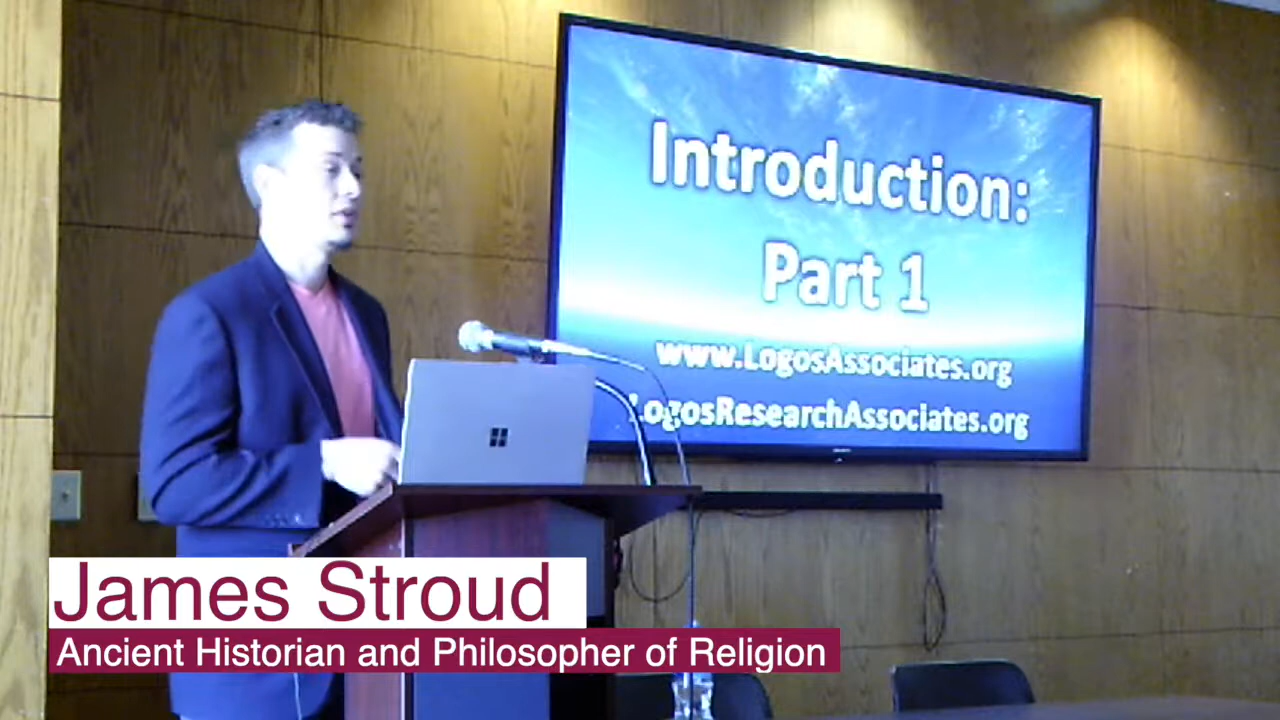 Introduction:
Part 1
www.LogosAssociates.org
LogosResearchAssociates.org
James Stroud
Ancient Historian and Philosopher of Religion